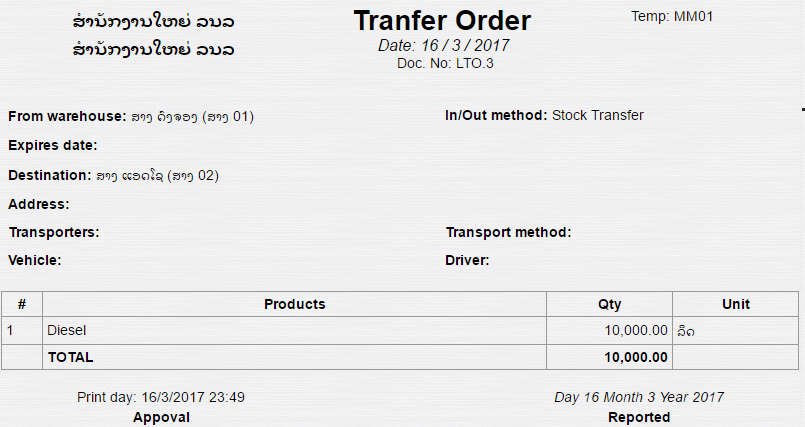 ສຳນັກງານໃຫຍ່ ລນລ
ສຳນັກງານໃຫຍ່ ລນລ
Tranfer Order
Date: 16 / 3 / 2017
Doc. No: LTO.3
Temp: MM01
From warehouse: ສາງ ດົງຈອງ (ສາງ 01) In/Out method: Stock Transfer
Expires date:
Destination: ສາງ ແອດໂຊ (ສາງ 02)
Address:
Transporters: Transport method:
Vehicle: Driver:
# Products Qty Unit
1 Diesel 10,000.00 ລິດ
TOTAL 10,000.00
Print day: 16/3/2017 23:49 Day 16 Month 3 Year 2017
Appoval Reported